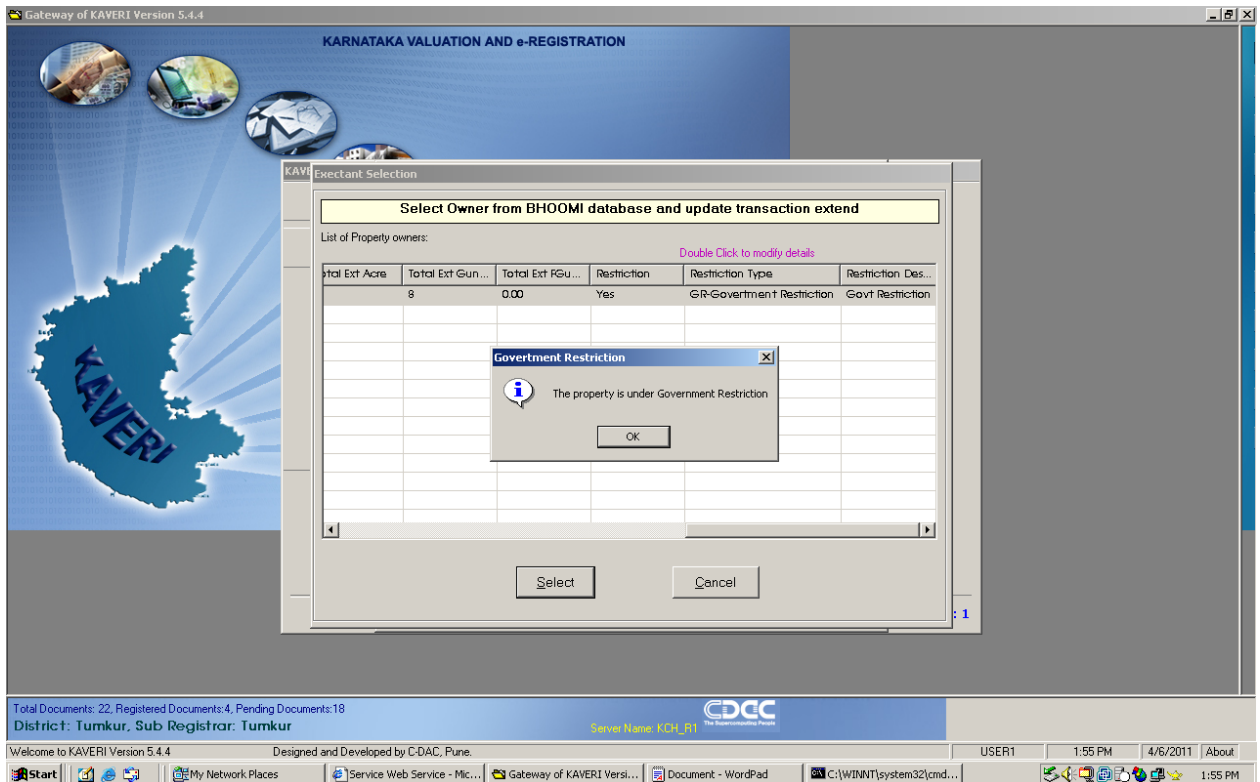 Gateway of KAVERI Version 5.4.4
KARNATAKA VALUATION AND e-REGISTRATION
KAVERI
KAVE
Exectant Selection
Select Owner from BHOOMI database and update transaction extend
List of Property owners:
Double Click to modify details
otal Ext Acre Total Ext Gun... Total Ext FGu... Restriction Restriction Type Restriction Des...
8 0.00 Yes GR-Govertment Restriction Govt Restriction
Govertment Restriction
The property is under Government Restriction
OK
Select Cancel
: 1
Total Documents: 22, Registered Documents:4, Pending Documents:18
District: Tumkur, Sub Registrar: Tumkur
Server Name: KCH_R1
CDAC
The Supercomputing People
Welcome to KAVERI Version 5.4.4 Designed and Developed by C-DAC, Pune. USER1 1:55 PM 4/6/2011 About
Start My Network Places Service Web Service - Mic... Gateway of KAVERI Versi... Document - WordPad C:\WINNT\system32\cmd... 1:55 PM